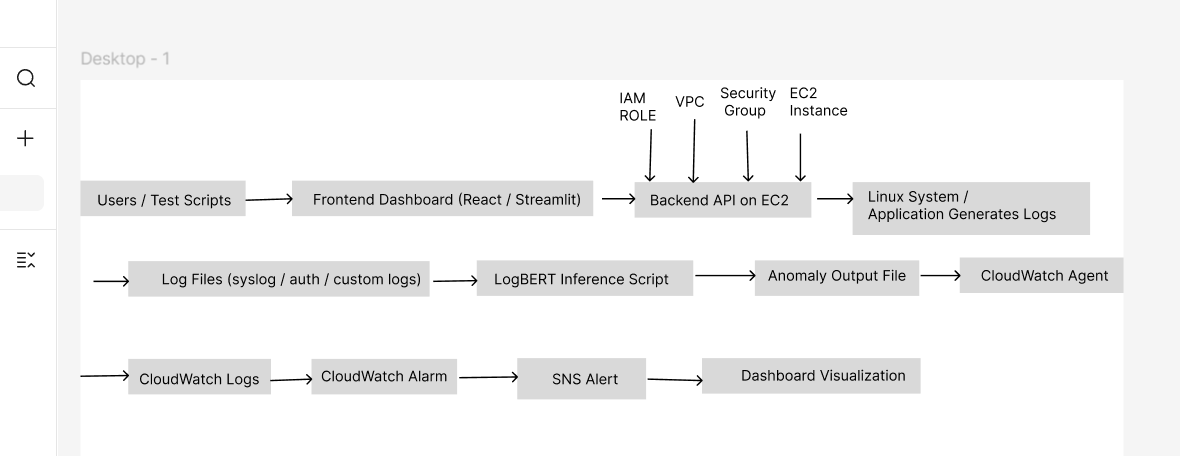 Desktop - 1
IAM
ROLE
VPC
Security
Group
EC2
Instance
Users / Test Scripts
Frontend Dashboard (React / Streamlit)
Backend API on EC2
Linux System /
Application Generates Logs
Log Files (syslog / auth / custom logs)
LogBERT Inference Script
Anomaly Output File
CloudWatch Agent
CloudWatch Logs
CloudWatch Alarm
SNS Alert
Dashboard Visualization